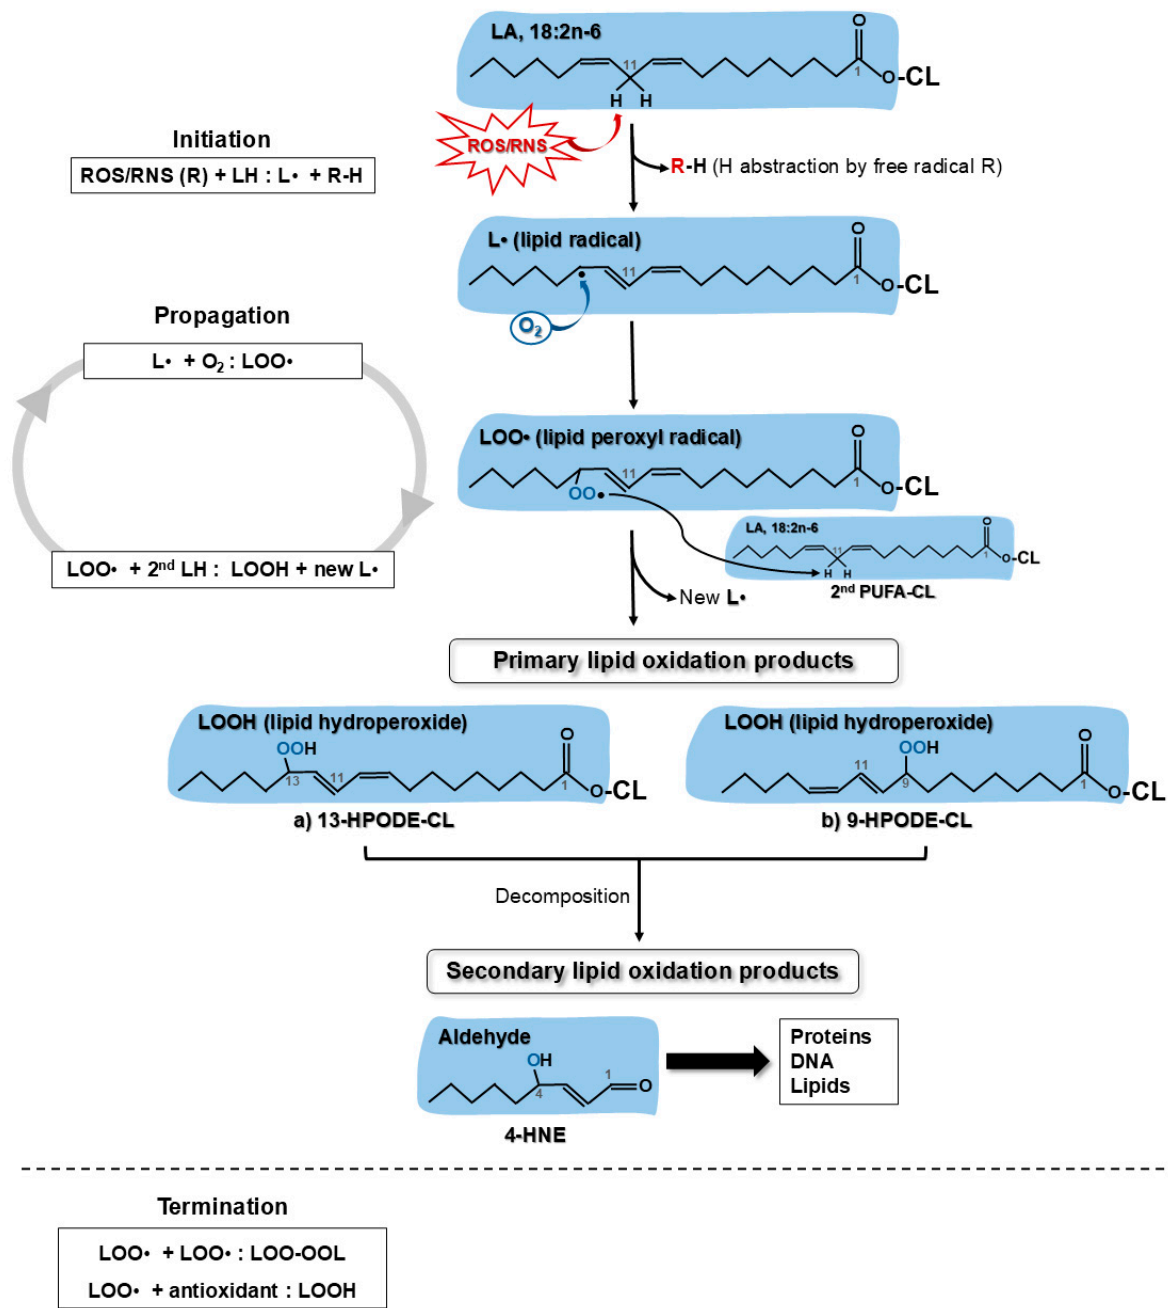 LA, 18:2n-6
11
O
1
O-CL
H H
ROS/RNS
Initiation
ROS/RNS (R) + LH : L• + R-H
R-H (H abstraction by free radical R)
L• (lipid radical)
O
11
1
O-CL
O₂
Propagation
L• + O₂ : LOO•
LOO• + 2nd LH : LOOH + new L•
LOO• (lipid peroxyl radical)
O
11
1
O-CL
OO•
LA, 18:2n-6
O
11
1
O-CL
H H
2nd PUFA-CL
New L•
Primary lipid oxidation products
LOOH (lipid hydroperoxide)
OOH
O
13
11
1
O-CL
a) 13-HPODE-CL
LOOH (lipid hydroperoxide)
OOH
O
11
9
1
O-CL
b) 9-HPODE-CL
Decomposition
Secondary lipid oxidation products
Aldehyde
OH
1
O
4
4-HNE
Proteins
DNA
Lipids
Termination
LOO• + LOO• : LOO-OOL
LOO• + antioxidant : LOOH